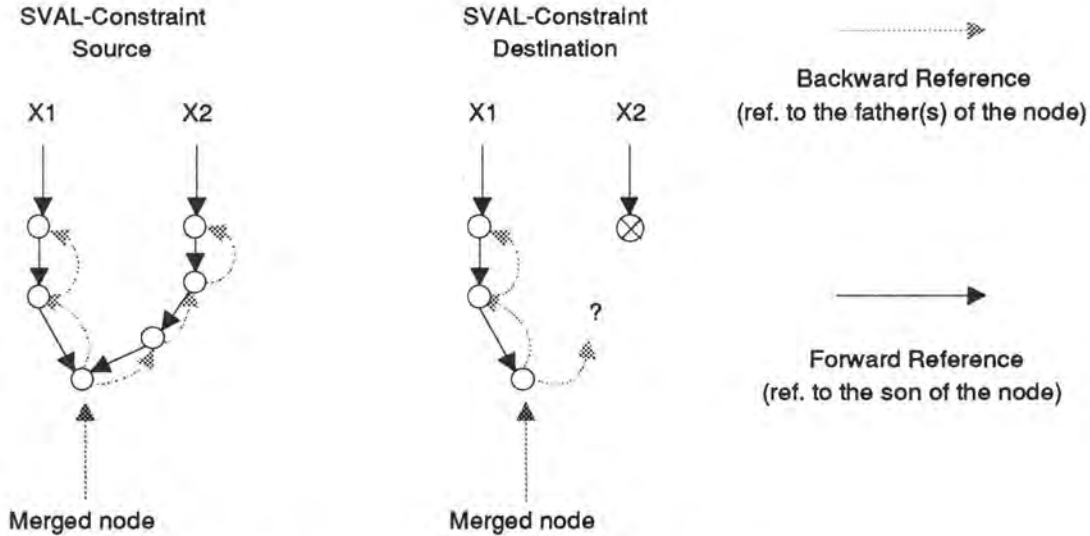 SVAL-Constraint
Source
X1
X2
Merged node
SVAL-Constraint
Destination
X1
X2
?
Merged node
Backward Reference
(ref. to the father(s) of the node)
Forward Reference
(ref. to the son of the node)